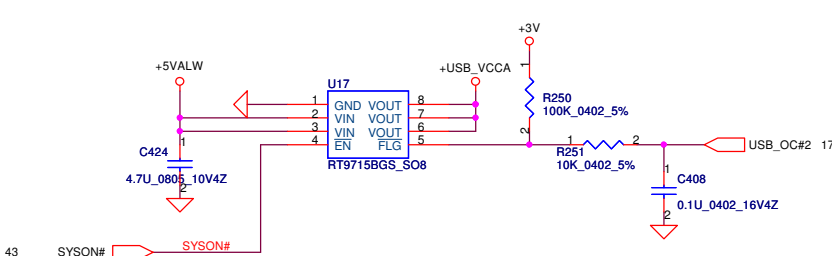 +3V
+5VALW
+USB_VCCA
U17
1 GND VOUT 8
2 VIN VOUT 7
3 VIN VOUT 6
4 EN FLG 5
RT9715BGS_SO8
1
R250
100K_0402_5%
2
1
C424
4.7U_0805_10V4Z
2
1 2
R251
10K_0402_5%
USB_OC#2 17
1
C408
0.1U_0402_16V4Z
2
43 SYSON# SYSON#